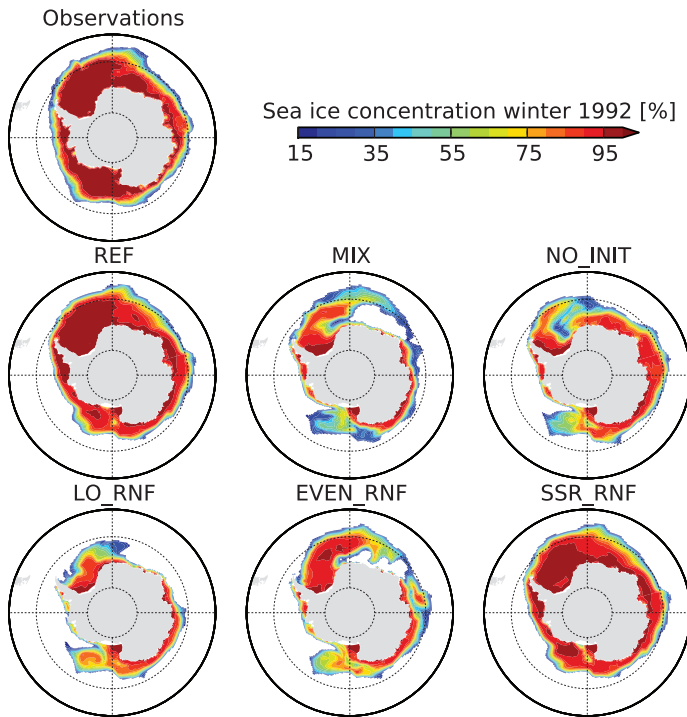 Observations
Sea ice concentration winter 1992 [%]
15 35 55 75 95
REF MIX NO_INIT
LO_RNF EVEN_RNF SSR_RNF